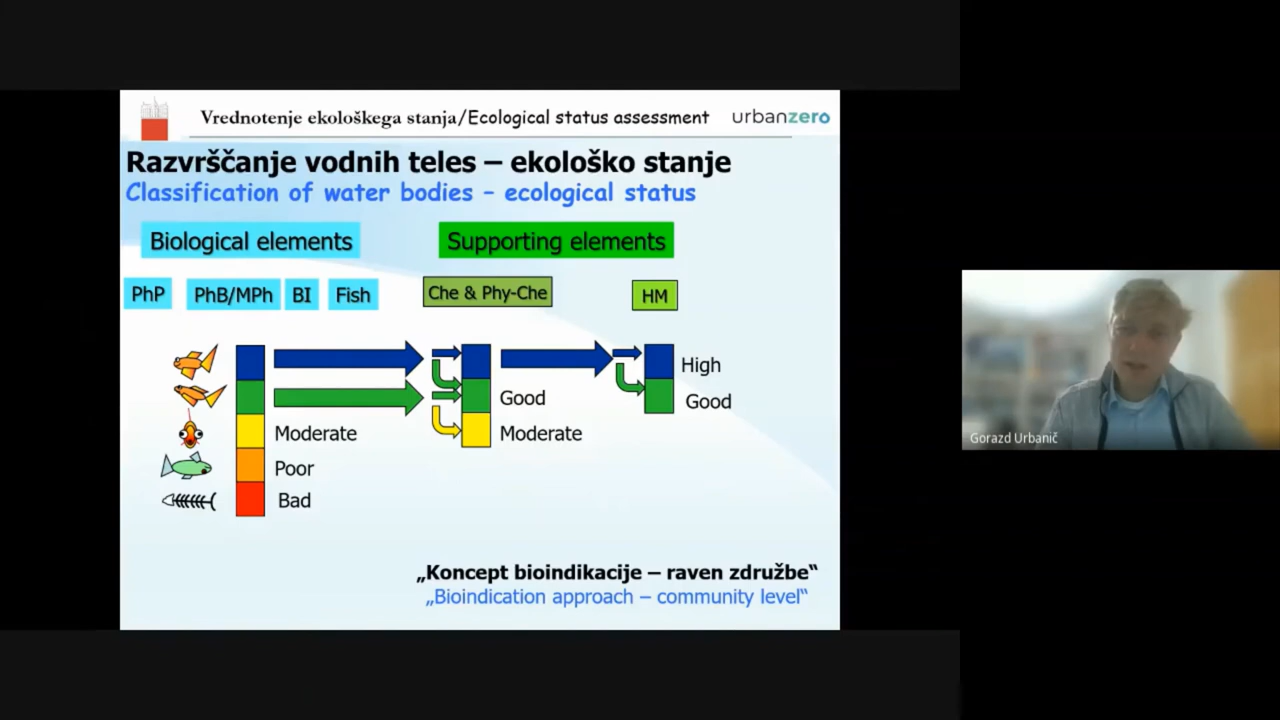 Vrednotenje ekološkega stanja/Ecological status assessment
urbanzero
Razvrščanje vodnih teles – ekološko stanje
Classification of water bodies – ecological status
Biological elements
Supporting elements
PhP
PhB/MPh
BI
Fish
Che & Phy-Che
HM
High
Good
Good
Moderate
Moderate
Poor
Bad
„Koncept bioindikacije – raven združbe“
„Bioindication approach – community level“
Gorazd Urbanič